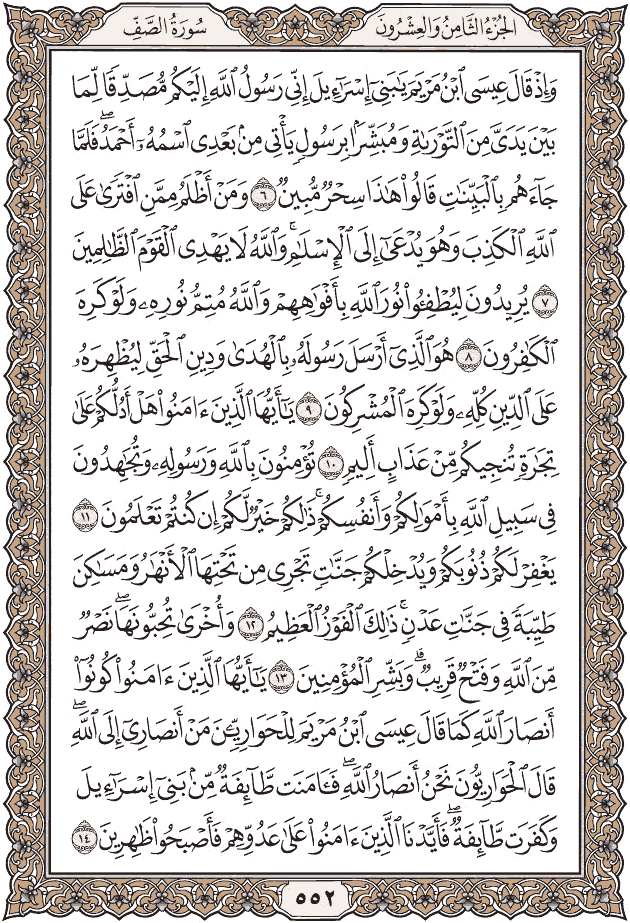 الجُزْءُ الثَّامِنُ وَالعِشْرُونَ
سُورَةُ الصَّفِّ
وَإِذْ قَالَ عِيسَى ٱبْنُ مَرْيَمَ يَٰبَنِىٓ إِسْرَٰٓءِيلَ إِنِّى رَسُولُ ٱللَّهِ إِلَيْكُم مُّصَدِّقًا لِّمَا
بَيْنَ يَدَىَّ مِنَ ٱلتَّوْرَىٰةِ وَمُبَشِّرًۢا بِرَسُولٍ يَأْتِى مِنۢ بَعْدِى ٱسْمُهُۥٓ أَحْمَدُۖ فَلَمَّا
جَآءَهُم بِٱلْبَيِّنَٰتِ قَالُوا۟ هَٰذَا سِحْرٌ مُّبِينٌ ٦ وَمَنْ أَظْلَمُ مِمَّنِ ٱفْتَرَىٰ عَلَى
ٱللَّهِ ٱلْكَذِبَ وَهُوَ يُدْعَىٰٓ إِلَى ٱلْإِسْلَٰمِۚ وَٱللَّهُ لَا يَهْدِى ٱلْقَوْمَ ٱلظَّٰلِمِينَ
٧ يُرِيدُونَ لِيُطْفِـُٔوا۟ نُورَ ٱللَّهِ بِأَفْوَٰهِهِمْ وَٱللَّهُ مُتِمُّ نُورِهِۦ وَلَوْ كَرِهَ
ٱلْكَٰفِرُونَ ٨ هُوَ ٱلَّذِىٓ أَرْسَلَ رَسُولَهُۥ بِٱلْهُدَىٰ وَدِينِ ٱلْحَقِّ لِيُظْهِرَهُۥ
عَلَى ٱلدِّينِ كُلِّهِۦ وَلَوْ كَرِهَ ٱلْمُشْرِكُونَ ٩ يَٰٓأَيُّهَا ٱلَّذِينَ ءَامَنُوا۟ هَلْ أَدُلُّكُمْ عَلَىٰ
تِجَٰرَةٍ تُنجِيكُم مِّنْ عَذَابٍ أَلِيمٍ ١٠ تُؤْمِنُونَ بِٱللَّهِ وَرَسُولِهِۦ وَتُجَٰهِدُونَ
فِى سَبِيلِ ٱللَّهِ بِأَمْوَٰلِكُمْ وَأَنفُسِكُمْۚ ذَٰلِكُمْ خَيْرٌ لَّكُمْ إِن كُنتُمْ تَعْلَمُونَ ١١
يَغْفِرْ لَكُمْ ذُنُوبَكُمْ وَيُدْخِلْكُمْ جَنَّٰتٍ تَجْرِى مِن تَحْتِهَا ٱلْأَنْهَٰرُ وَمَسَٰكِنَ
طَيِّبَةً فِى جَنَّٰتِ عَدْنٍۚ ذَٰلِكَ ٱلْفَوْزُ ٱلْعَظِيمُ ١٢ وَأُخْرَىٰ تُحِبُّونَهَاۖ نَصْرٌ
مِّنَ ٱللَّهِ وَفَتْحٌ قَرِيبٌۗ وَبَشِّرِ ٱلْمُؤْمِنِينَ ١٣ يَٰٓأَيُّهَا ٱلَّذِينَ ءَامَنُوا۟ كُونُوٓا۟
أَنصَارَ ٱللَّهِ كَمَا قَالَ عِيسَى ٱبْنُ مَرْيَمَ لِلْحَوَارِيِّـۧنَ مَنْ أَنصَارِىٓ إِلَى ٱللَّهِۖ
قَالَ ٱلْحَوَارِيُّونَ نَحْنُ أَنصَارُ ٱللَّهِۖ فَـَٔامَنَت طَّآئِفَةٌ مِّنۢ بَنِىٓ إِسْرَٰٓءِيلَ
وَكَفَرَت طَّآئِفَةٌۖ فَأَيَّدْنَا ٱلَّذِينَ ءَامَنُوا۟ عَلَىٰ عَدُوِّهِمْ فَأَصْبَحُوا۟ ظَٰهِرِينَ ١٤
٥٥٢